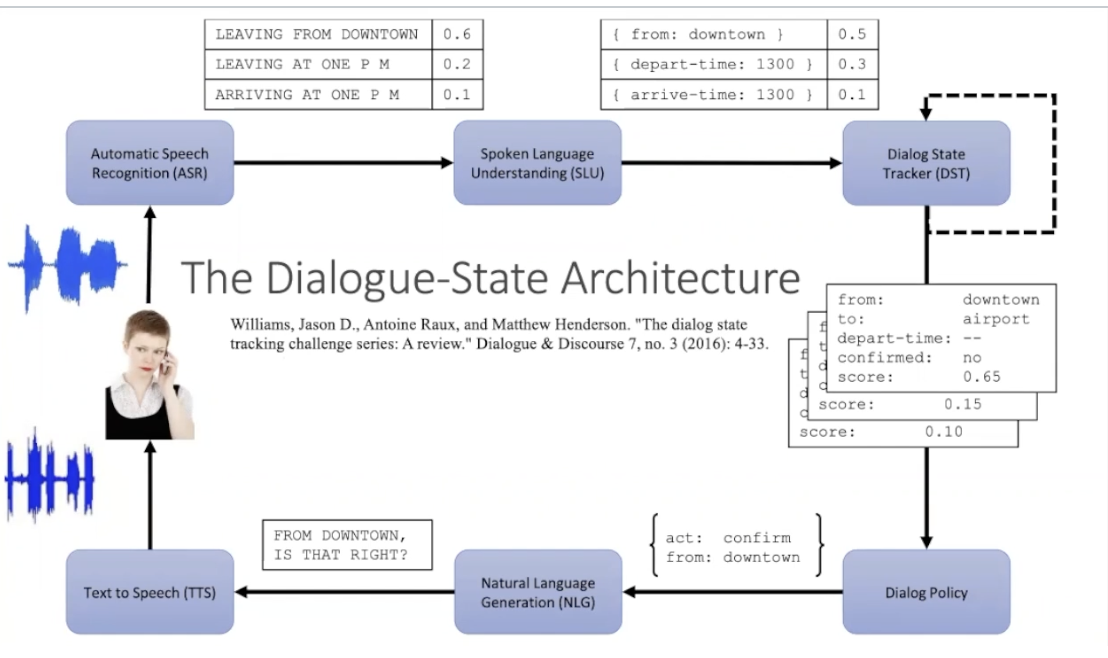 LEAVING FROM DOWNTOWN 0.6
LEAVING AT ONE P M 0.2
ARRIVING AT ONE P M 0.1
{ from: downtown } 0.5
{ depart-time: 1300 } 0.3
{ arrive-time: 1300 } 0.1
Automatic Speech
Recognition (ASR)
Spoken Language
Understanding (SLU)
Dialog State
Tracker (DST)
The Dialogue-State Architecture
Williams, Jason D., Antoine Raux, and Matthew Henderson. "The dialog state
tracking challenge series: A review." Dialogue & Discourse 7, no. 3 (2016): 4-33.
from: downtown
to: airport
depart-time: --
confirmed: no
score: 0.65
score: 0.15
score: 0.10
FROM DOWNTOWN,
IS THAT RIGHT?
act: confirm
from: downtown
Text to Speech (TTS)
Natural Language
Generation (NLG)
Dialog Policy